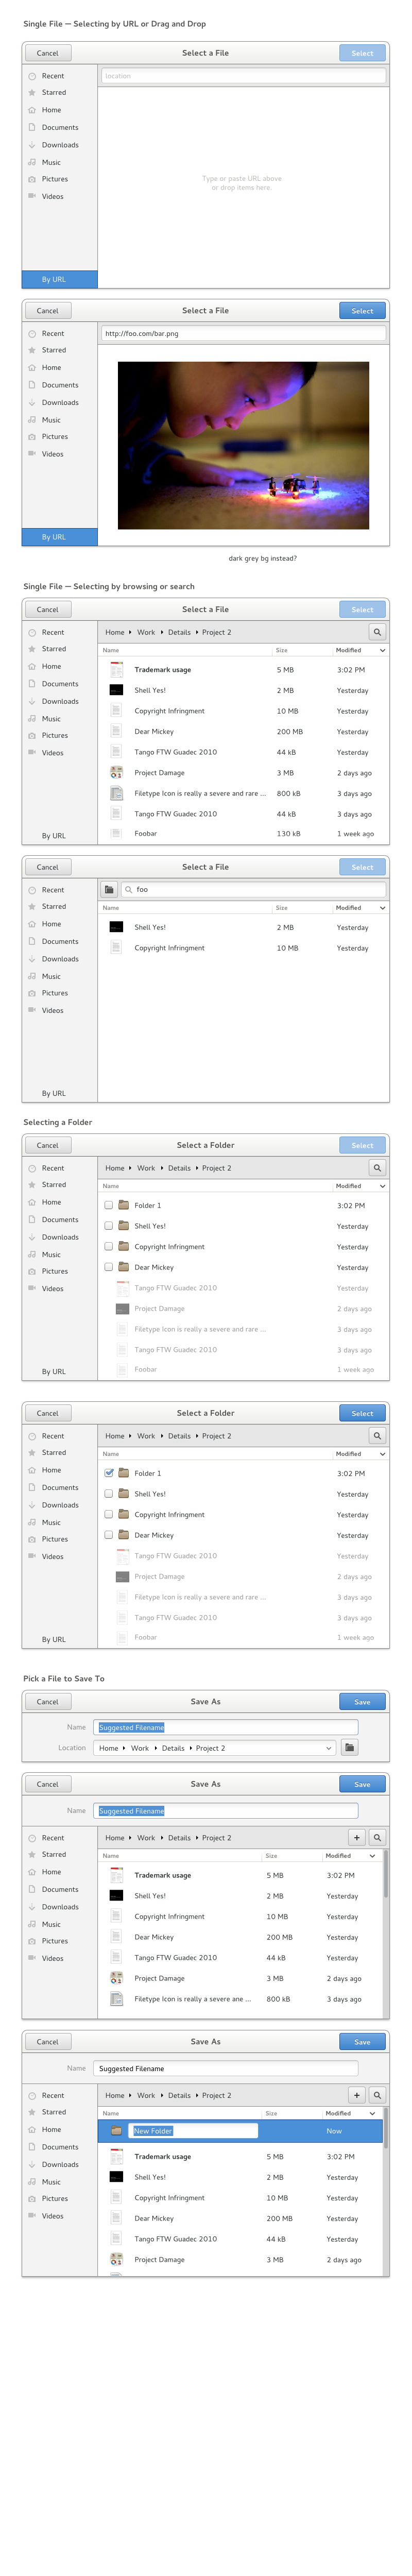 Single File — Selecting by URL or Drag and Drop
Cancel Select a File Select
Recent location
Starred
Home
Documents
Downloads
Music
Pictures Type or paste URL above
or drop items here.
Videos
By URL
Cancel Select a File Select
Recent http://foo.com/bar.png
Starred
Home
Documents
Downloads
Music
Pictures
Videos
By URL
dark grey bg instead?
Single File — Selecting by browsing or search
Cancel Select a File Select
Recent Home Work Details Project 2
Starred Name Size Modified
Home Trademark usage 5 MB 3:02 PM
Documents Shell Yes! 2 MB Yesterday
Downloads Copyright Infringment 10 MB Yesterday
Music Dear Mickey 200 MB Yesterday
Pictures Tango FTW Guadec 2010 44 kB Yesterday
Videos Project Damage 3 MB 2 days ago
Filetype Icon is really a severe and rare ... 800 kB 3 days ago
Tango FTW Guadec 2010 44 kB 3 days ago
By URL Foobar 130 kB 1 week ago
Cancel Select a File Select
Recent foo
Starred Name Size Modified
Home Shell Yes! 2 MB Yesterday
Documents Copyright Infringment 10 MB Yesterday
Downloads
Music
Pictures
Videos
By URL
Selecting a Folder
Cancel Select a Folder Select
Recent Home Work Details Project 2
Starred Name Modified
Home Folder 1 3:02 PM
Documents Shell Yes! Yesterday
Downloads Copyright Infringment Yesterday
Music Dear Mickey Yesterday
Pictures Tango FTW Guadec 2010 Yesterday
Videos Project Damage 2 days ago
Filetype Icon is really a severe and rare ... 3 days ago
Tango FTW Guadec 2010 3 days ago
By URL Foobar 1 week ago
Cancel Select a Folder Select
Recent Home Work Details Project 2
Starred Name Modified
Home Folder 1 3:02 PM
Documents Shell Yes! Yesterday
Downloads Copyright Infringment Yesterday
Music Dear Mickey Yesterday
Pictures Tango FTW Guadec 2010 Yesterday
Videos Project Damage 2 days ago
Filetype Icon is really a severe and rare ... 3 days ago
Tango FTW Guadec 2010 3 days ago
By URL Foobar 1 week ago
Pick a File to Save To
Cancel Save As Save
Name Suggested Filename
Location Home Work Details Project 2
Cancel Save As Save
Name Suggested Filename
Recent Home Work Details Project 2
Starred Name Size Modified
Home Trademark usage 5 MB 3:02 PM
Documents Shell Yes! 2 MB Yesterday
Downloads Copyright Infringment 10 MB Yesterday
Music Dear Mickey 200 MB Yesterday
Pictures Tango FTW Guadec 2010 44 kB Yesterday
Videos Project Damage 3 MB 2 days ago
Filetype Icon is really a severe ane ... 800 kB 3 days ago
Cancel Save As Save
Name Suggested Filename
Recent Home Work Details Project 2
Starred Name Size Modified
Home New Folder Now
Documents Trademark usage 5 MB 3:02 PM
Downloads Shell Yes! 2 MB Yesterday
Music Copyright Infringment 10 MB Yesterday
Pictures Dear Mickey 200 MB Yesterday
Videos Tango FTW Guadec 2010 44 kB Yesterday
Project Damage 3 MB 2 days ago